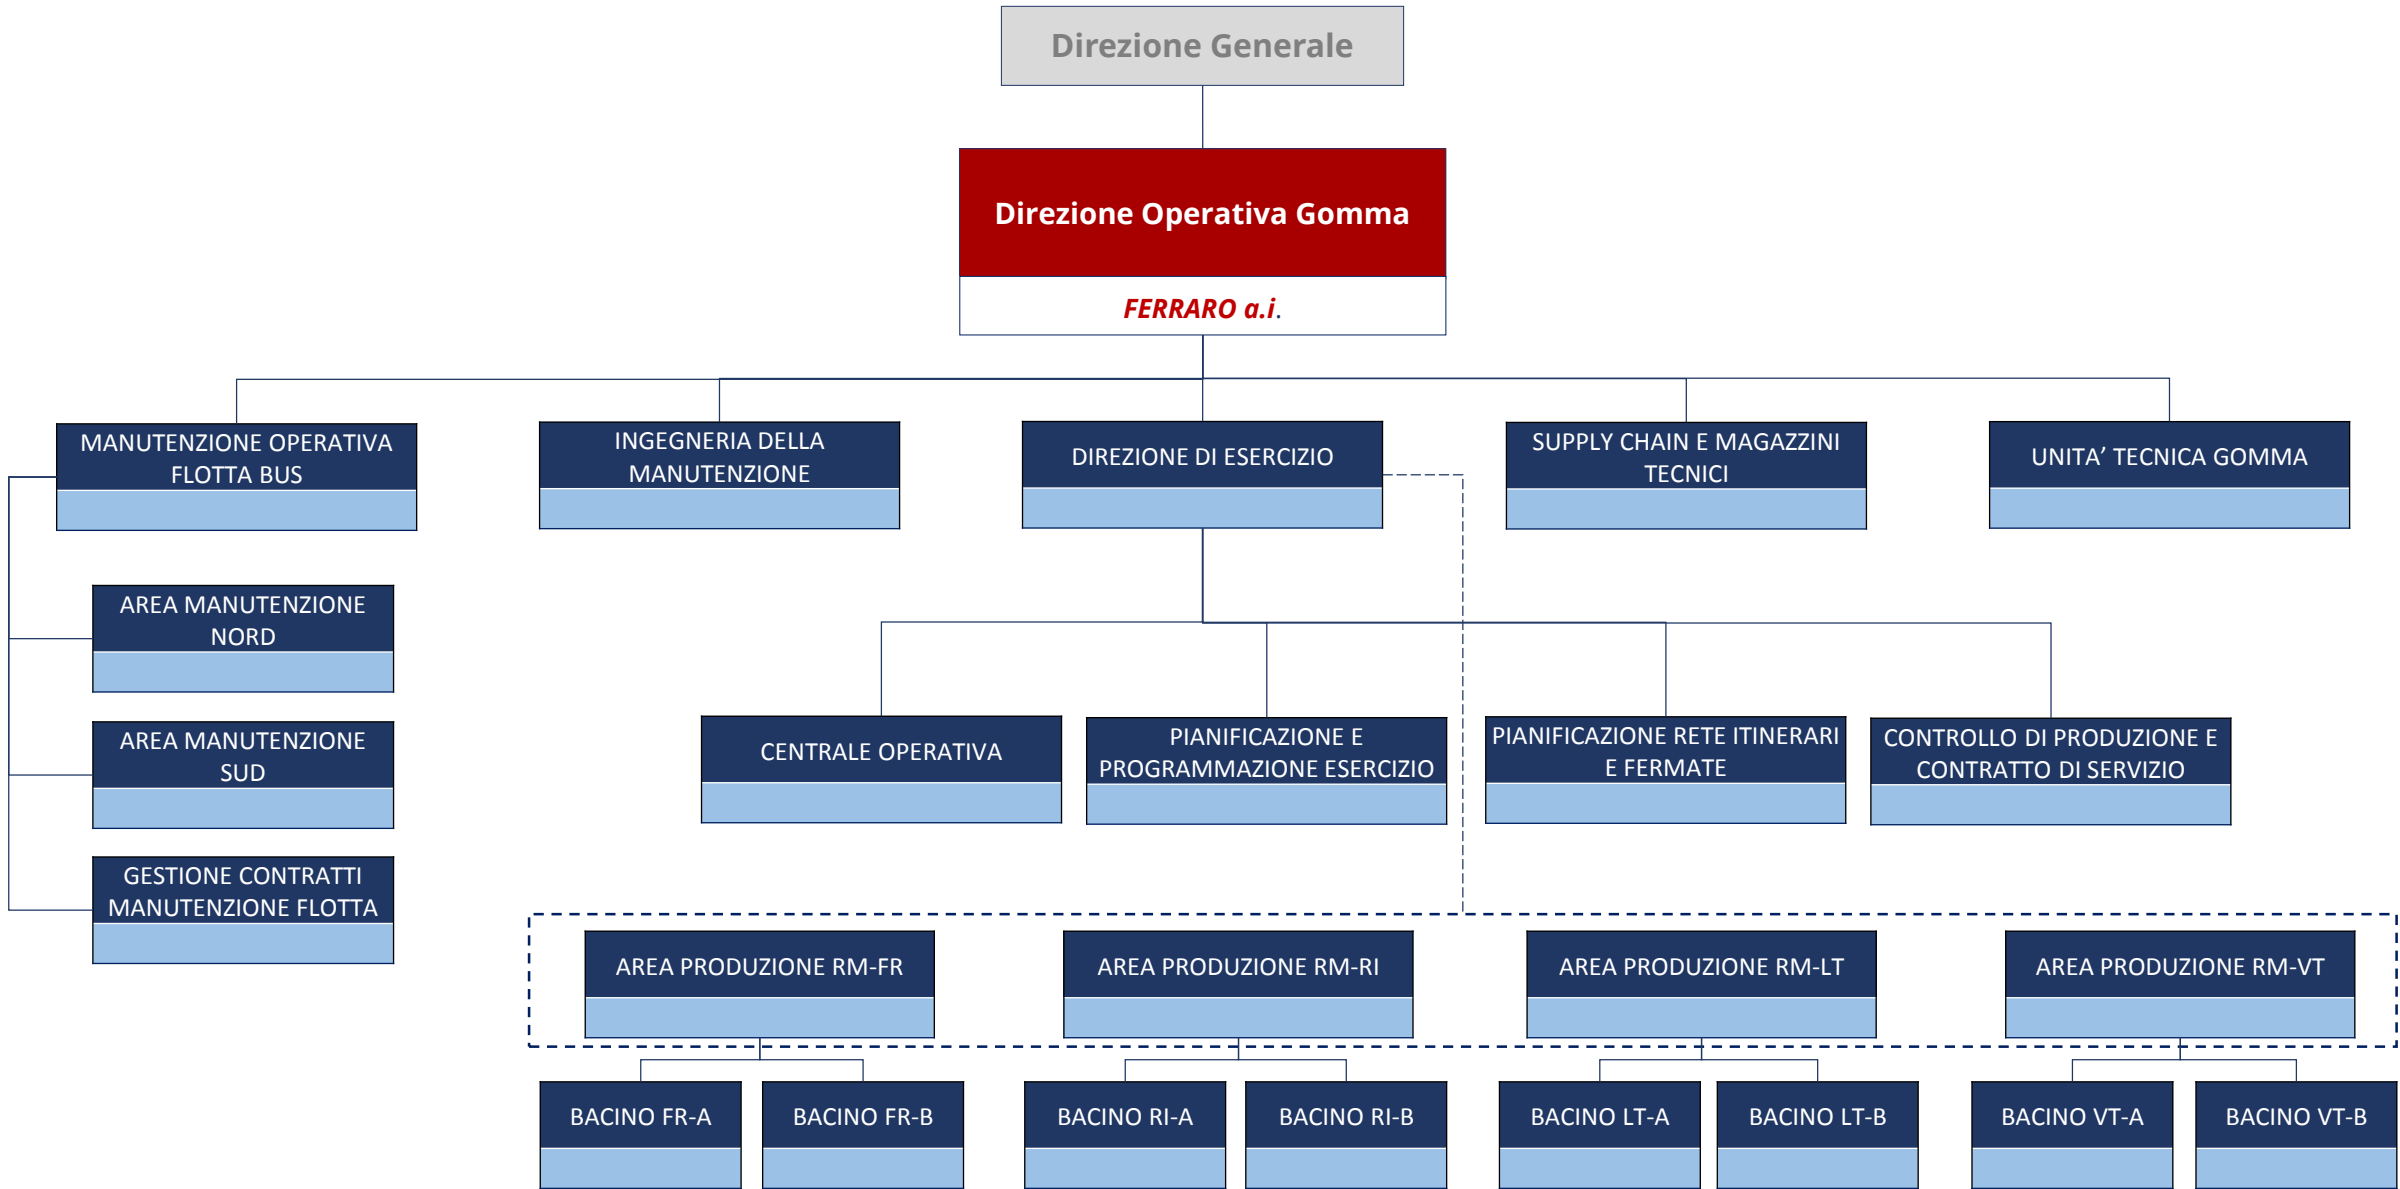 Direzione Generale
Direzione Operativa Gomma
FERRARO a.i.
MANUTENZIONE OPERATIVA
FLOTTA BUS
INGEGNERIA DELLA
MANUTENZIONE
DIREZIONE DI ESERCIZIO
SUPPLY CHAIN E MAGAZZINI
TECNICI
UNITA’ TECNICA GOMMA
AREA MANUTENZIONE
NORD
AREA MANUTENZIONE
SUD
GESTIONE CONTRATTI
MANUTENZIONE FLOTTA
CENTRALE OPERATIVA
PIANIFICAZIONE E
PROGRAMMAZIONE ESERCIZIO
PIANIFICAZIONE RETE ITINERARI
E FERMATE
CONTROLLO DI PRODUZIONE E
CONTRATTO DI SERVIZIO
AREA PRODUZIONE RM-FR
AREA PRODUZIONE RM-RI
AREA PRODUZIONE RM-LT
AREA PRODUZIONE RM-VT
BACINO FR-A
BACINO FR-B
BACINO RI-A
BACINO RI-B
BACINO LT-A
BACINO LT-B
BACINO VT-A
BACINO VT-B